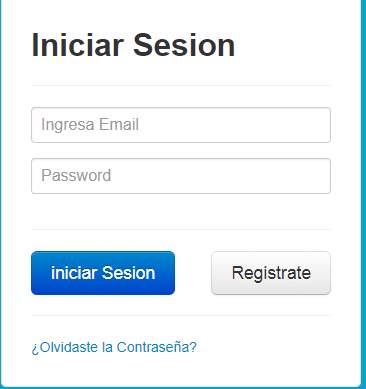 Iniciar Sesion
Ingresa Email
Password
iniciar Sesion
Registrate
¿Olvidaste la Contraseña?